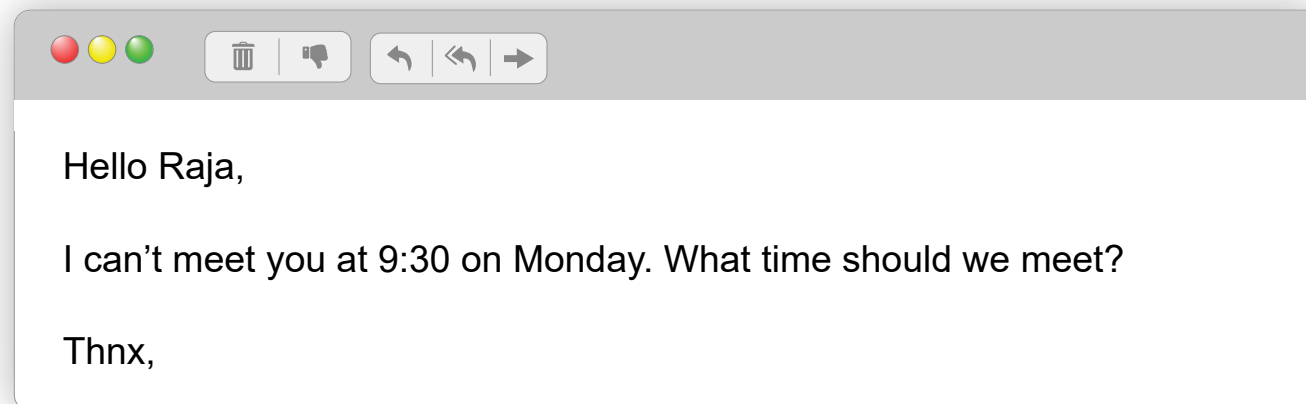 Hello Raja,
I can’t meet you at 9:30 on Monday. What time should we meet?
Thnx,